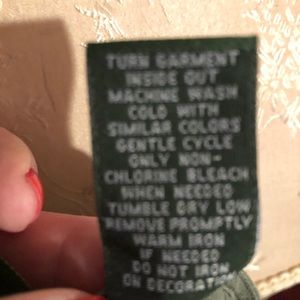 TURN GARMENT
INSIDE OUT
MACHINE WASH
COLD WITH
SIMILAR COLORS
GENTLE CYCLE
ONLY NON-
CHLORINE BLEACH
WHEN NEEDED
TUMBLE DRY LOW
REMOVE PROMPTLY
WARM IRON
IF NEEDED
DO NOT IRON
ON DECORATION